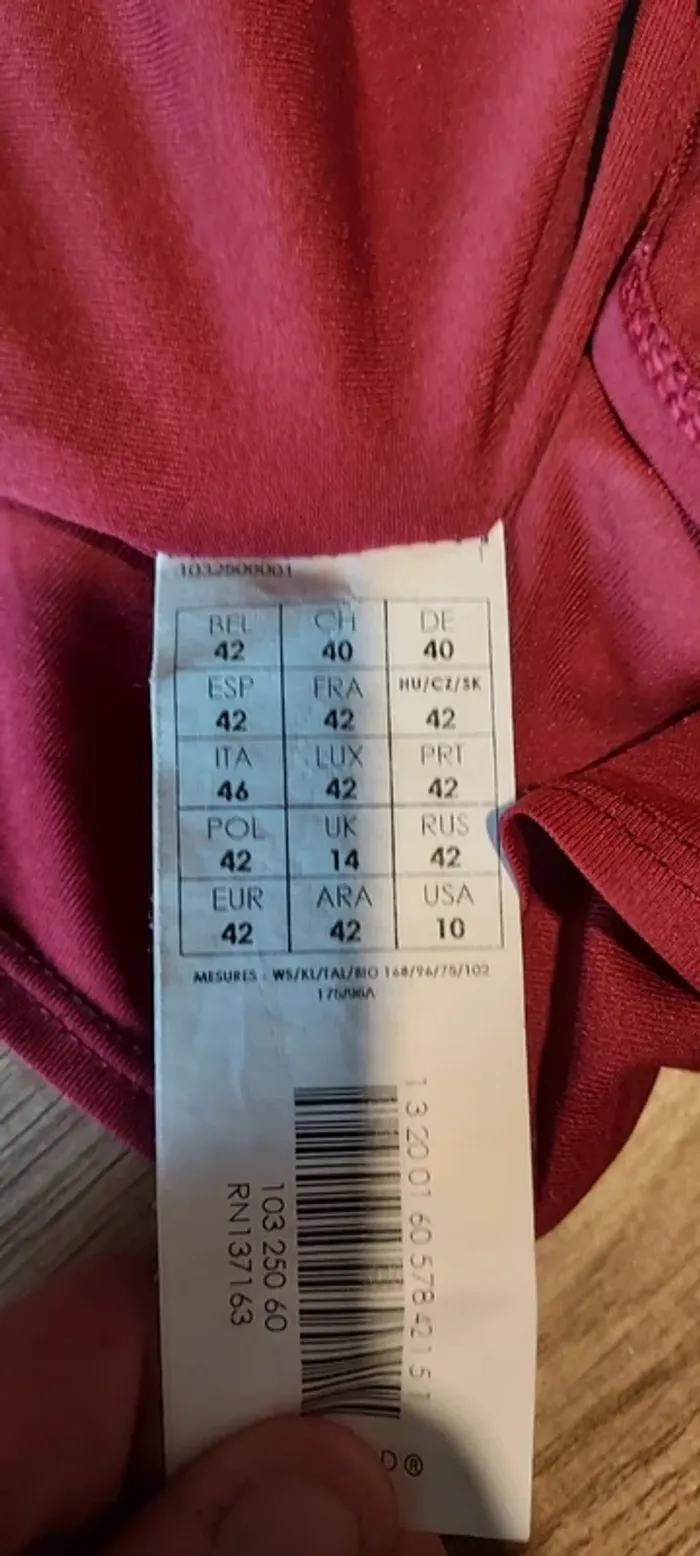 BEL CH DE
42 40 40
ESP FRA HU/CZ/SK
42 42 42
ITA LUX PRT
46 42 42
POL UK RUS
42 14 42
EUR ARA USA
42 42 10
MESURES : WS/KL/TAL/BIO 168/96/75/102
175/96A
1 3 20 01 60 578 42 1 5 1
103 250 60
RN137163
D®